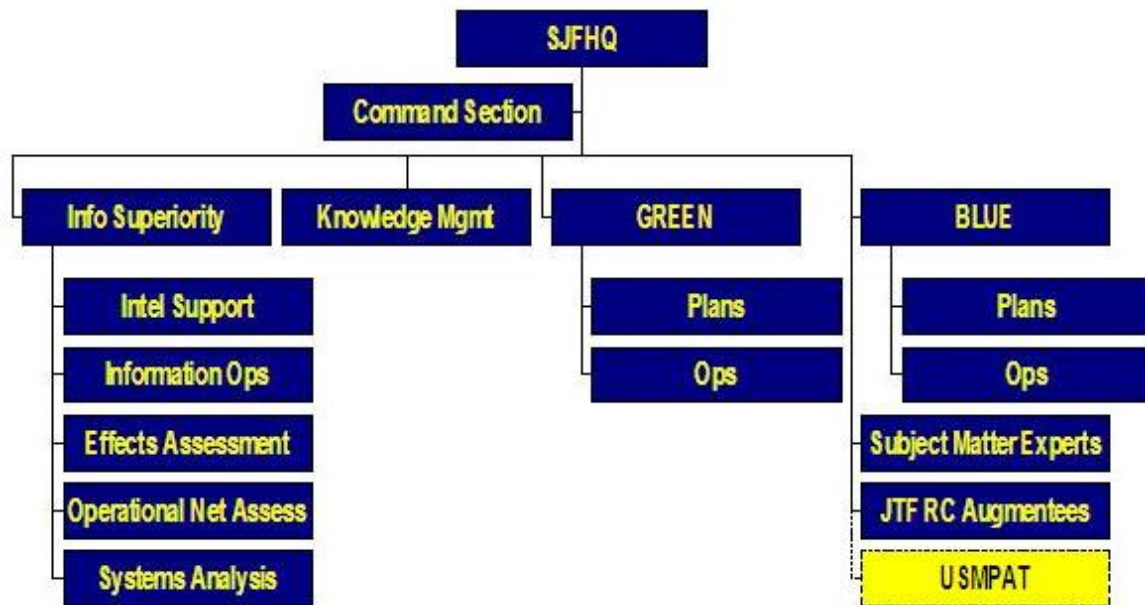 SJFHQ
Command Section
Info Superiority
Knowledge Mgmt
GREEN
BLUE
Intel Support
Plans
Plans
Information Ops
Ops
Ops
Effects Assessment
Subject Matter Experts
Operational Net Assess
JTF RC Augmentees
Systems Analysis
USMPAT